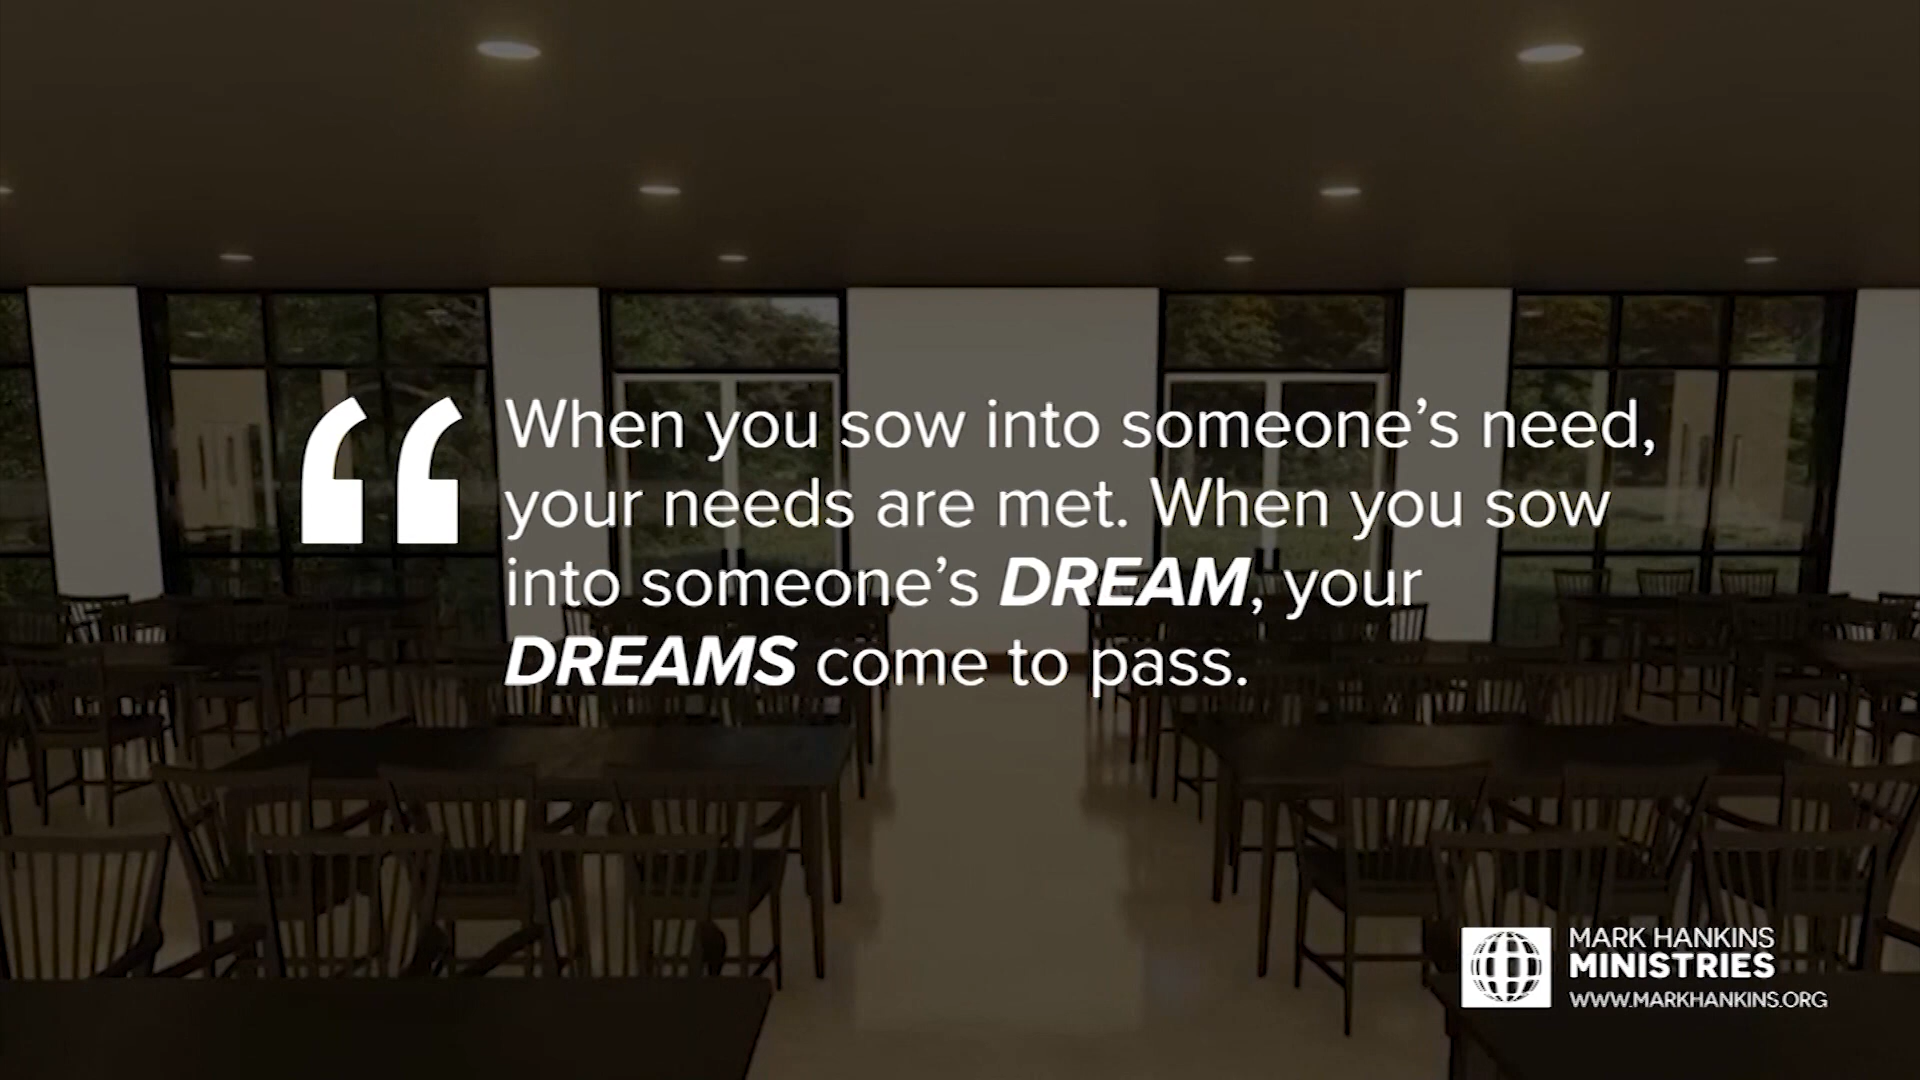 “
When you sow into someone’s need,
your needs are met. When you sow
into someone’s DREAM, your
DREAMS come to pass.
MARK HANKINS
MINISTRIES
WWW.MARKHANKINS.ORG